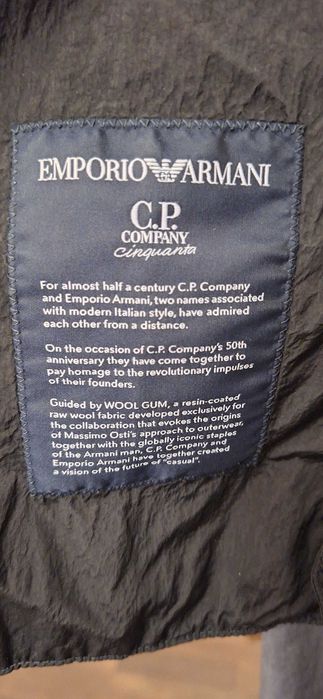 EMPORIO ARMANI
C.P.
COMPANY
cinquanta
For almost half a century C.P. Company
and Emporio Armani, two names associated
with modern Italian style, have admired
each other from a distance.
On the occasion of C.P. Company's 50th
anniversary they have come together to
pay homage to the revolutionary impulses
of their founders.
Guided by WOOL GUM, a resin-coated
raw wool fabric developed exclusively for
the collaboration that evokes the origins
of Massimo Osti's approach to outerwear,
together with the globally iconic staples
of the Armani man, C.P. Company and
Emporio Armani have together created
a vision of the future of "casual".